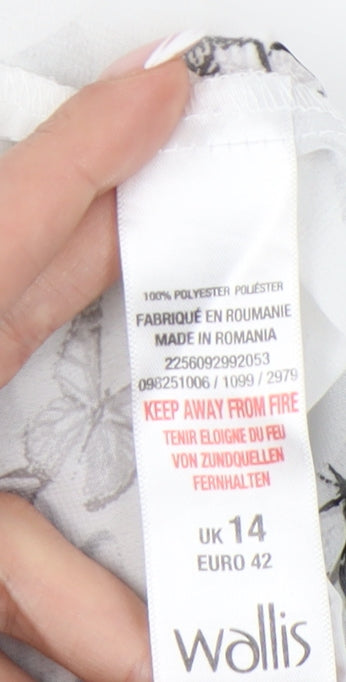 100% POLYESTER POLIÉSTER
FABRIQUÉ EN ROUMANIE
MADE IN ROMANIA
2256092992053
098251006 / 1099 / 2979
KEEP AWAY FROM FIRE
TENIR ELOIGNE DU FEU
VON ZUNDQUELLEN
FERNHALTEN
UK 14
EURO 42
wallis